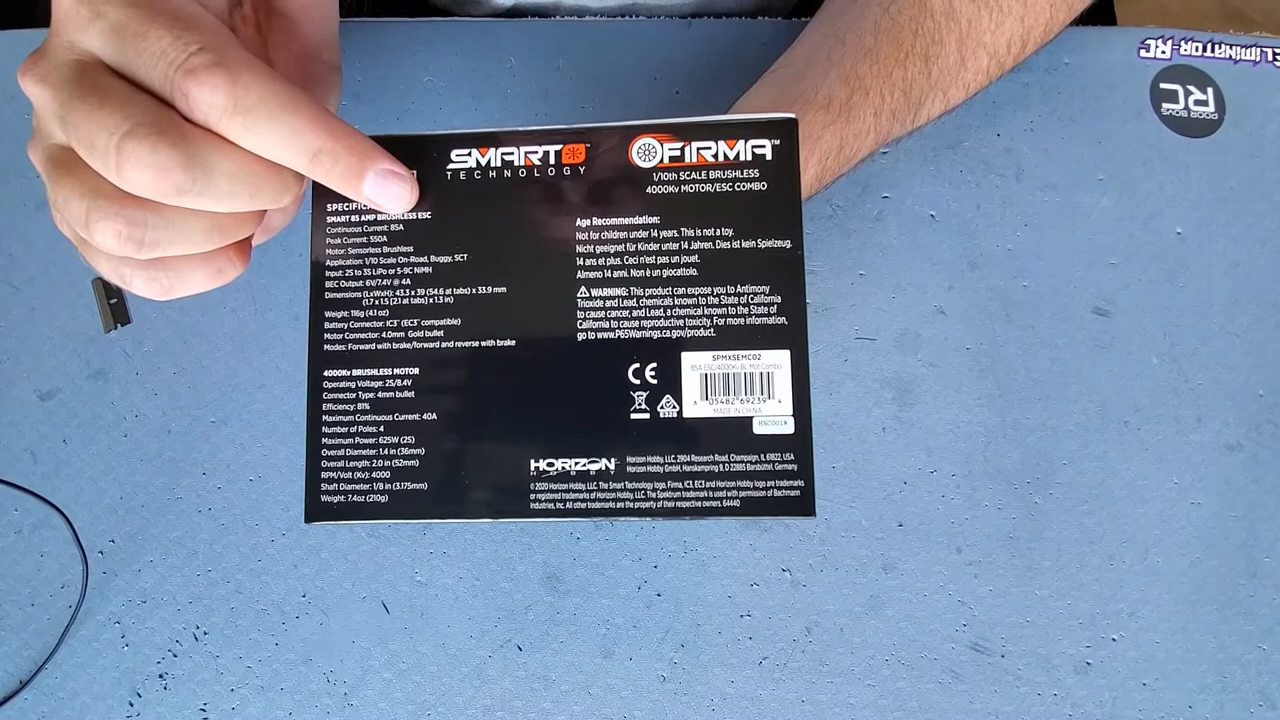 ELIMINATOR-RC
POOR BOYS
RC
SMART™
TECHNOLOGY
FIRMA™
1/10th SCALE BRUSHLESS
4000Kv MOTOR/ESC COMBO
SMART 85 AMP BRUSHLESS ESC
Continuous Current: 85A
Peak Current: 550A
Motor: Sensorless Brushless
Application: 1/10 Scale On-Road, Buggy, SCT
Input: 2S to 3S LiPo or 5-9C NiMH
BEC Output: 6V/7.4V @ 4A
Dimensions (LxWxH): 43.3 x 39 (54.6 at tabs) x 33.9 mm
(1.7 x 1.5 [2.1 at tabs] x 1.3 in)
Weight: 116g (4.1 oz)
Battery Connector: IC3™ (EC3™ compatible)
Motor Connector: 4.0mm Gold bullet
Modes: Forward with brake/forward and reverse with brake
4000Kv BRUSHLESS MOTOR
Operating Voltage: 2S/8.4V
Connector Type: 4mm bullet
Efficiency: 81%
Maximum Continuous Current: 40A
Number of Poles: 4
Maximum Power: 625W (2S)
Overall Diameter: 1.4 in (36mm)
Overall Length: 2.0 in (52mm)
RPM/Volt (Kv): 4000
Shaft Diameter: 1/8 in (3.175mm)
Weight: 7.4oz (210g)
Age Recommendation:
Not for children under 14 years. This is not a toy.
Nicht geeignet für Kinder unter 14 Jahren. Dies ist kein Spielzeug.
14 ans et plus. Ceci n'est pas un jouet.
Almeno 14 anni. Non è un giocattolo.
WARNING: This product can expose you to Antimony
Trioxide and Lead, chemicals known to the State of California
to cause cancer, and Lead, a chemical known to the State of
California to cause reproductive toxicity. For more information,
go to www.P65Warnings.ca.gov/product.
CE
SPMXSEMC02
85A ESC/4000Kv BL Mot Combo
6 05482 69239 4
MADE IN CHINA
HORIZON
HOBBY
Horizon Hobby, LLC, 2904 Research Road, Champaign, IL 61822, USA
Horizon Hobby GmbH, Hanskampring 9, D 22885 Barsbüttel, Germany
© 2020 Horizon Hobby, LLC. The Smart Technology logo, Firma, IC3, EC3 and Horizon Hobby logo are trademarks
or registered trademarks of Horizon Hobby, LLC. The Spektrum trademark is used with permission of Bachmann
Industries, Inc. All other trademarks are the property of their respective owners. 64440